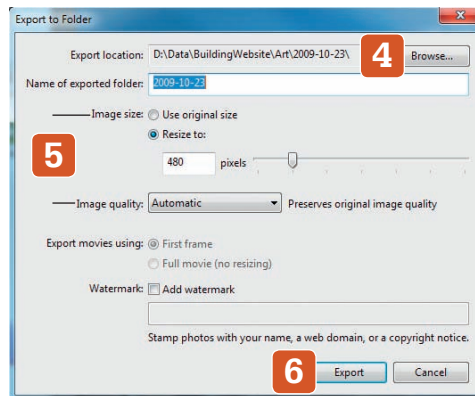 Export to Folder
Export location: D:\Data\BuildingWebsite\Art\2009-10-23\ 4 Browse...
Name of exported folder: 2009-10-23
Image size: Use original size
Resize to:
5
480 pixels
Image quality: Automatic Preserves original image quality
Export movies using: First frame
Full movie (no resizing)
Watermark: Add watermark
Stamp photos with your name, a web domain, or a copyright notice.
6 Export Cancel